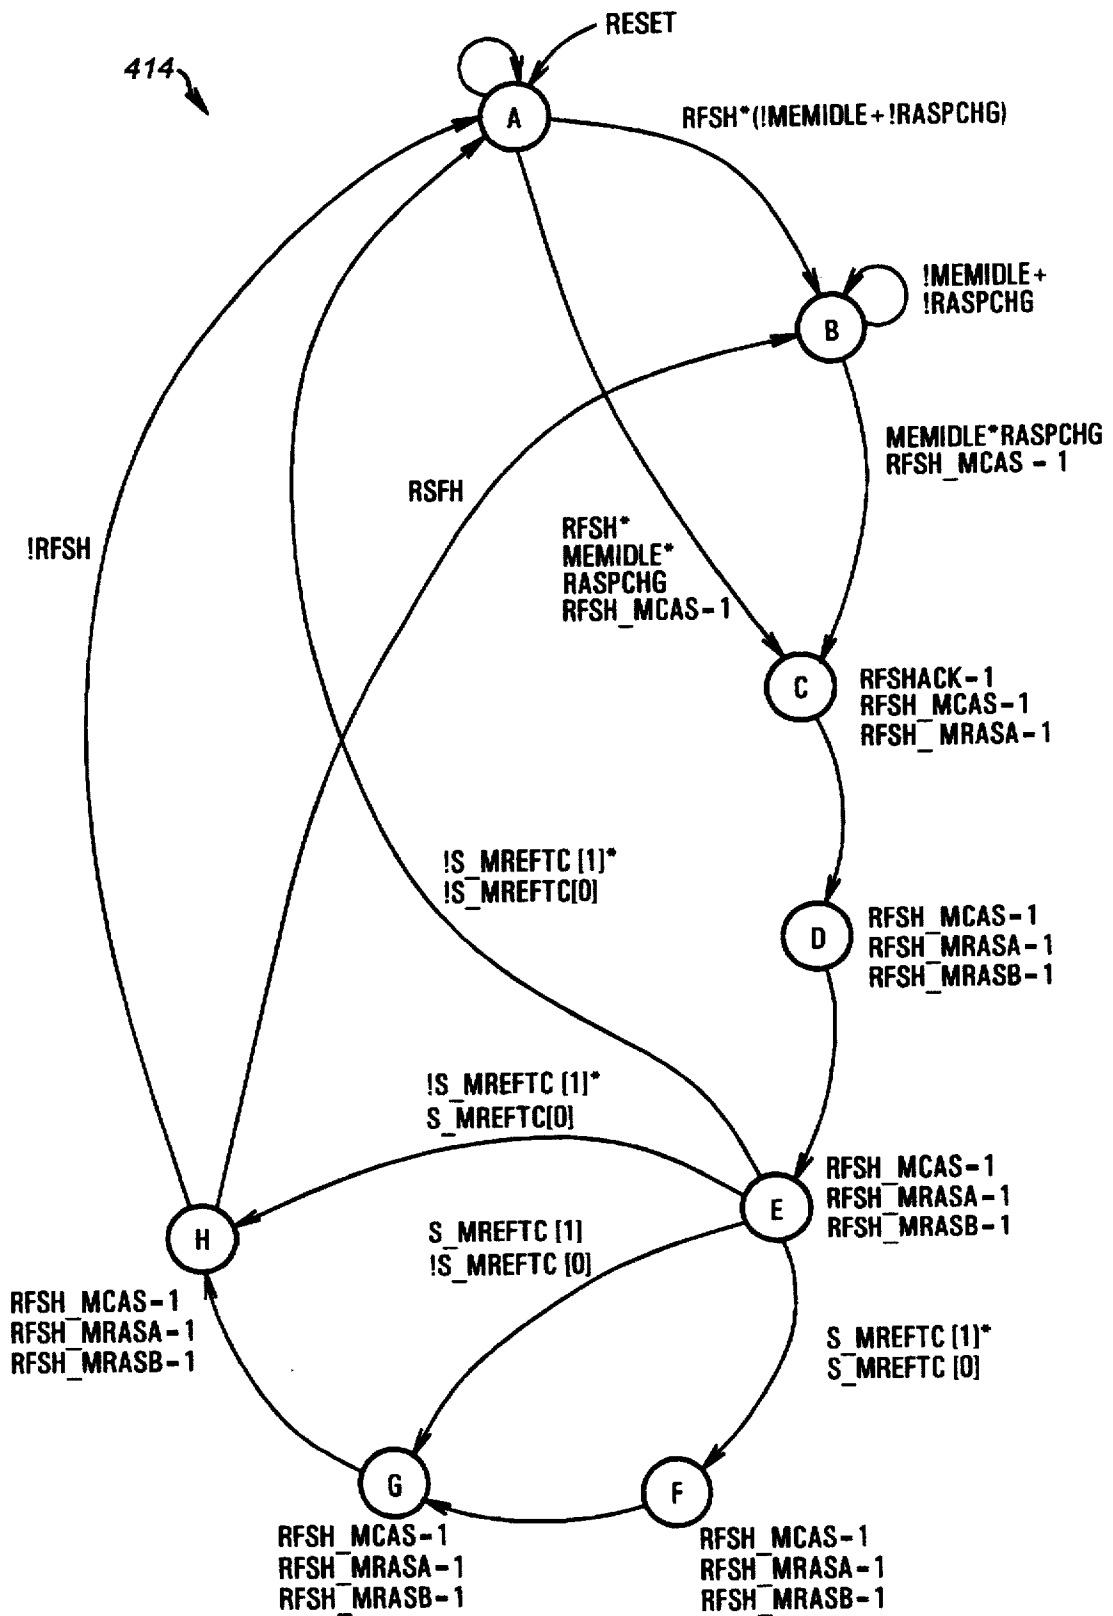 RESET
414
A
RFSH*(!MEMIDLE+!RASPCHG)
!MEMIDLE+
!RASPCHG
B
MEMIDLE*RASPCHG
RFSH_MCAS-1
RSFH
RFSH*
MEMIDLE*
RASPCHG
RFSH_MCAS-1
!RFSH
C
RFSHACK-1
RFSH_MCAS-1
RFSH_MRASA-1
!S_MREFTC[1]*
!S_MREFTC[0]
D
RFSH_MCAS-1
RFSH_MRASA-1
RFSH_MRASB-1
!S_MREFTC[1]*
S_MREFTC[0]
E
RFSH_MCAS-1
RFSH_MRASA-1
RFSH_MRASB-1
H
S_MREFTC[1]
!S_MREFTC[0]
RFSH_MCAS-1
RFSH_MRASA-1
RFSH_MRASB-1
S_MREFTC[1]*
S_MREFTC[0]
G
F
RFSH_MCAS-1
RFSH_MRASA-1
RFSH_MRASB-1
RFSH_MCAS-1
RFSH_MRASA-1
RFSH_MRASB-1